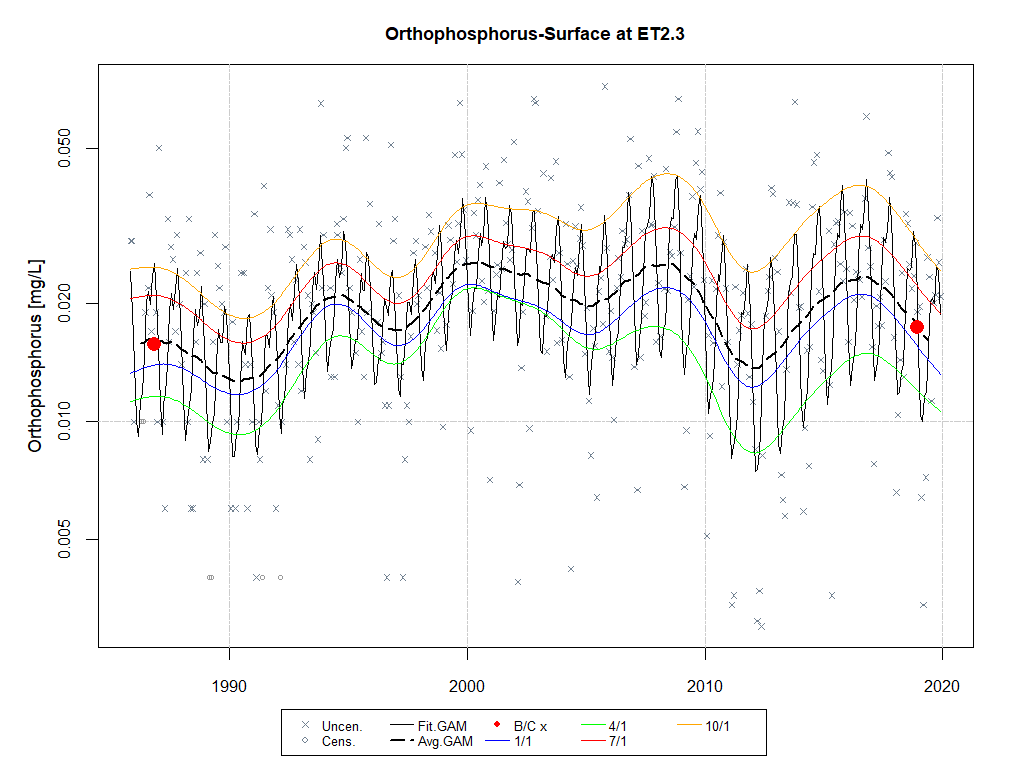 Orthophosphorus-Surface at ET2.3
Orthophosphorus [mg/L]
0.050
0.020
0.010
0.005
1990 2000 2010 2020
Uncen. Fit.GAM B/C x 4/1 10/1
Cens. Avg.GAM 1/1 7/1